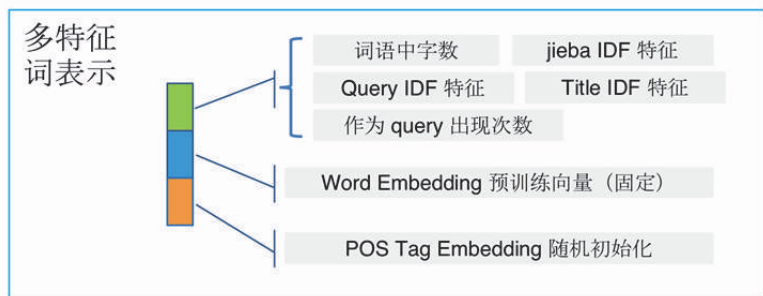 多特征
词表示
词语中字数
jieba IDF 特征
Query IDF 特征
Title IDF 特征
作为 query 出现次数
Word Embedding 预训练向量（固定）
POS Tag Embedding 随机初始化